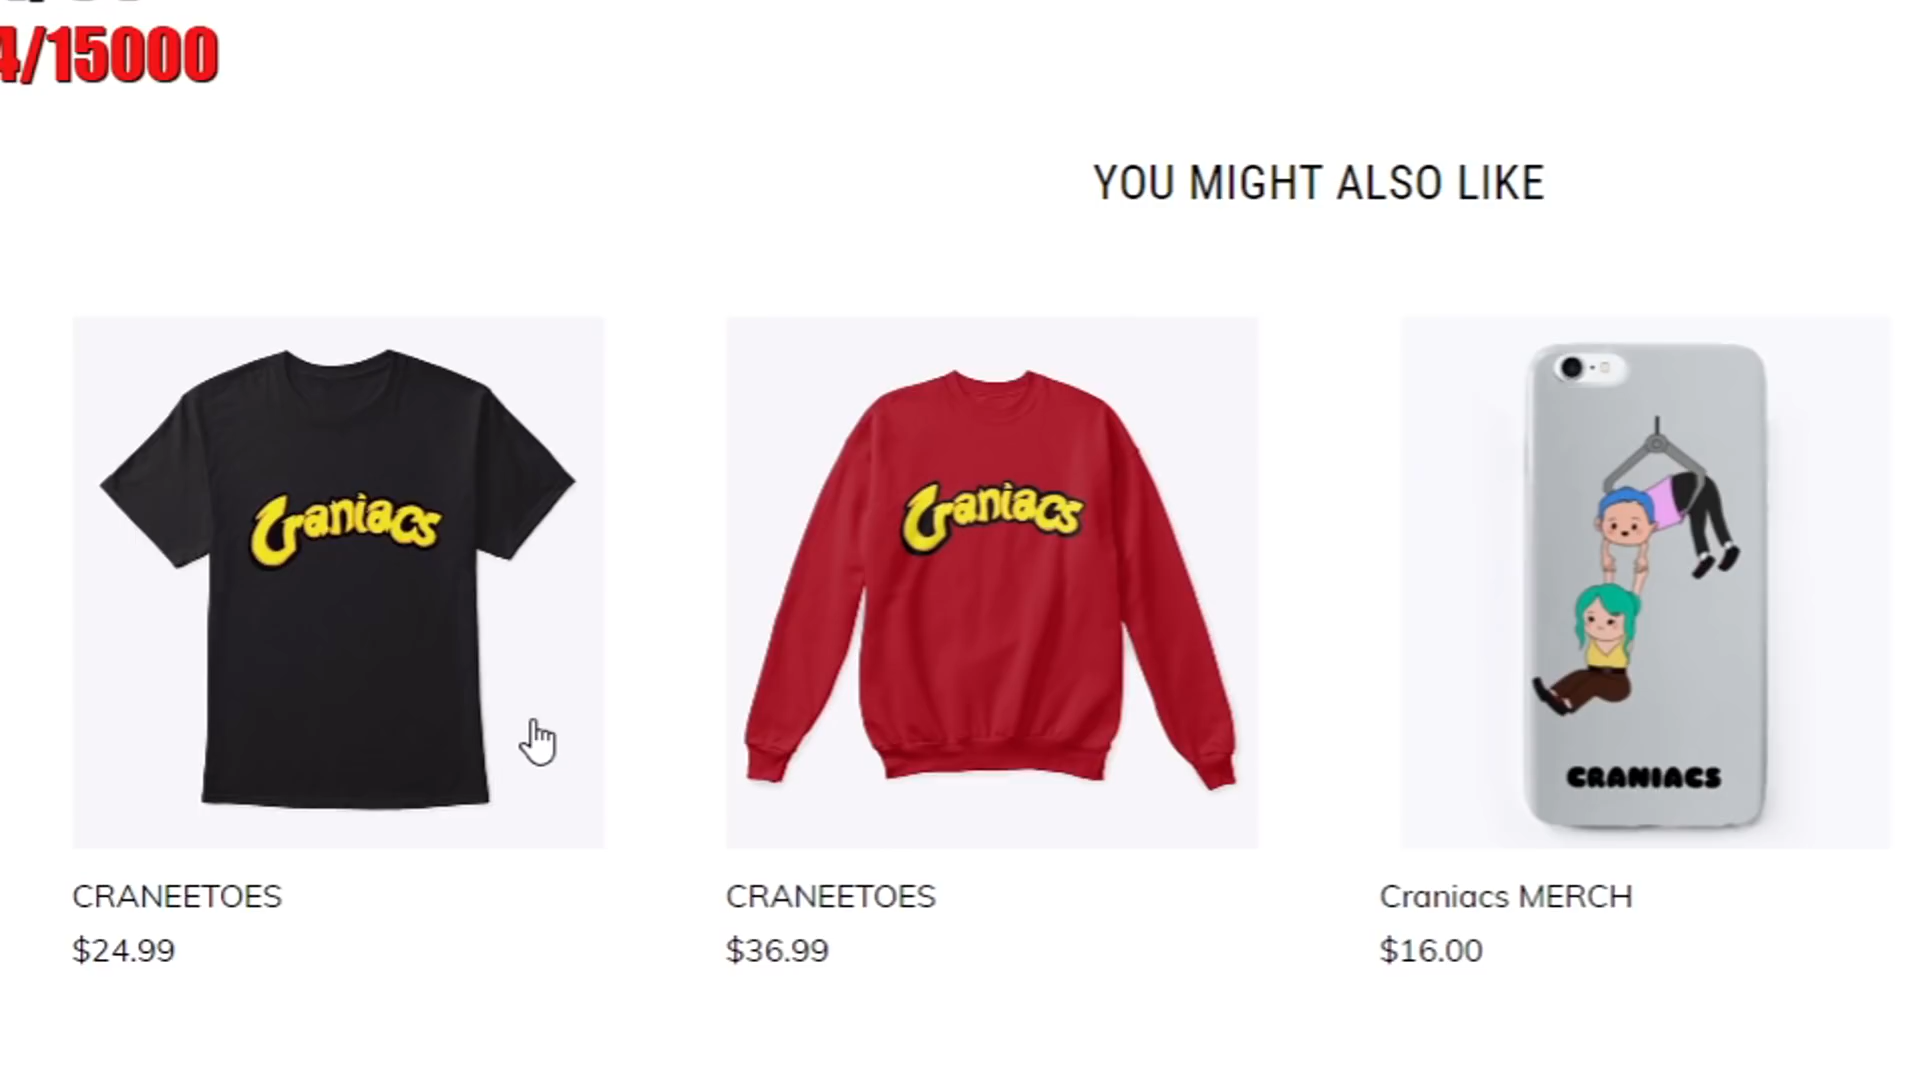 4/15000
YOU MIGHT ALSO LIKE
Craniacs
Craniacs
CRANIACS
CRANEETOES
CRANEETOES
Craniacs MERCH
$24.99
$36.99
$16.00